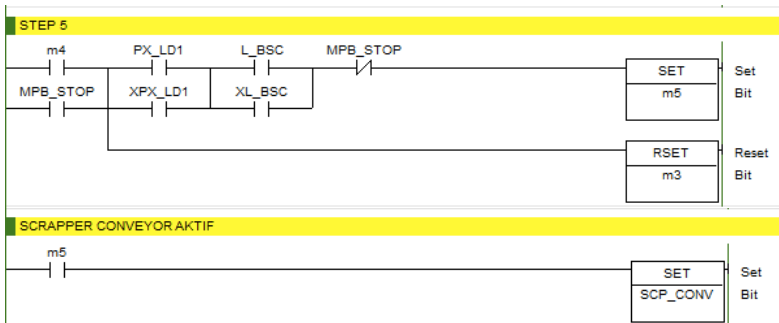 STEP 5
m4 PX_LD1 L_BSC MPB_STOP
SET Set
MPB_STOP XPX_LD1 XL_BSC m5 Bit
RSET Reset
m3 Bit
SCRAPPER CONVEYOR AKTIF
m5
SET Set
SCP_CONV Bit